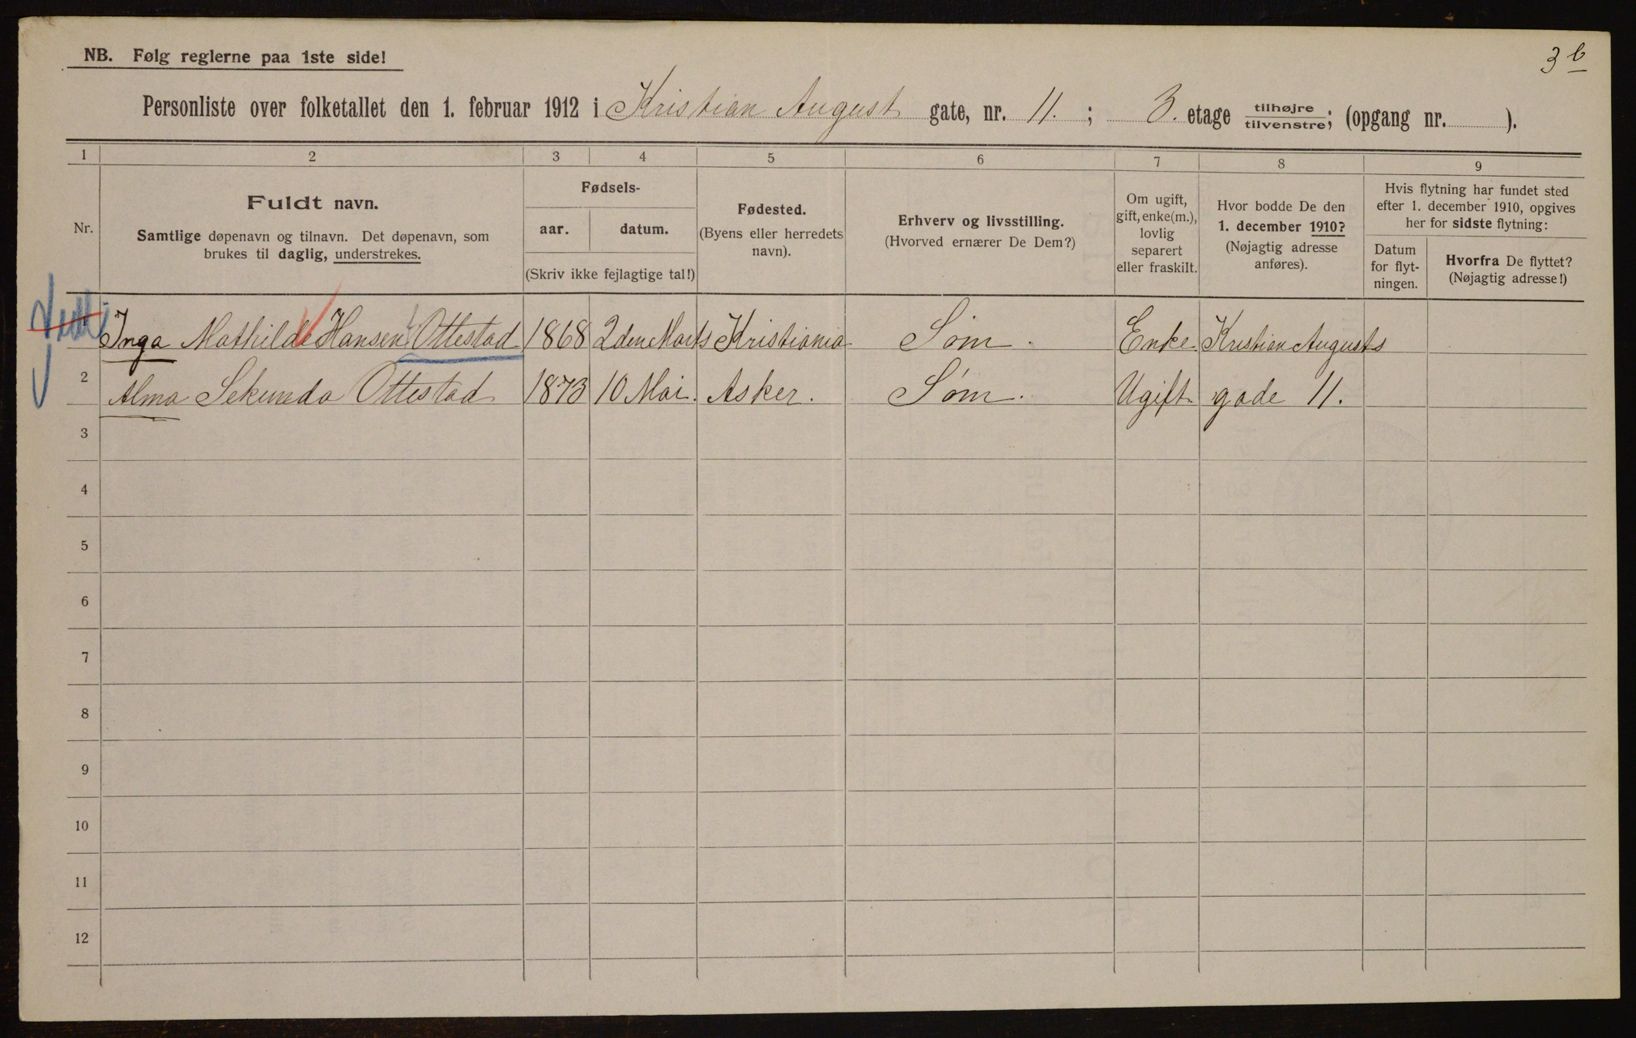 3 b
NB. Følg reglerne paa 1ste side!
Personliste over folketallet den 1. februar 1912 i Kristian August gate, nr. 11. ; 3. etage tilhøjre tilvenstre; (opgang nr. ).
1 2 3 4 5 6 7 8 9
Nr.
Fuldt navn.
Samtlige døpenavn og tilnavn. Det døpenavn, som
brukes til daglig, understrekes.
Fødsels-
aar. datum.
(Skriv ikke fejlagtige tal!)
Fødested.
(Byens eller herredets
navn).
Erhverv og livsstilling.
(Hvorved ernærer De Dem?)
Om ugift,
gift, enke(m.),
lovlig
separert
eller fraskilt.
Hvor bodde De den
1. december 1910?
(Nøjagtig adresse
anføres).
Hvis flytning har fundet sted
efter 1. december 1910, opgives
her for sidste flytning:
Datum
for flyt-
ningen.
Hvorfra De flyttet?
(Nøjagtig adresse!)
Inga Mathilde Hansen Ottestad 1868 2den Marts Kristiania Søm. Enke. Kristian Augusts
2 Alma Sekunda Ottestad 1873 10 Mai. Asker. Søm. Ugift gade 11.
3
4
5
6
7
8
9
10
11
12